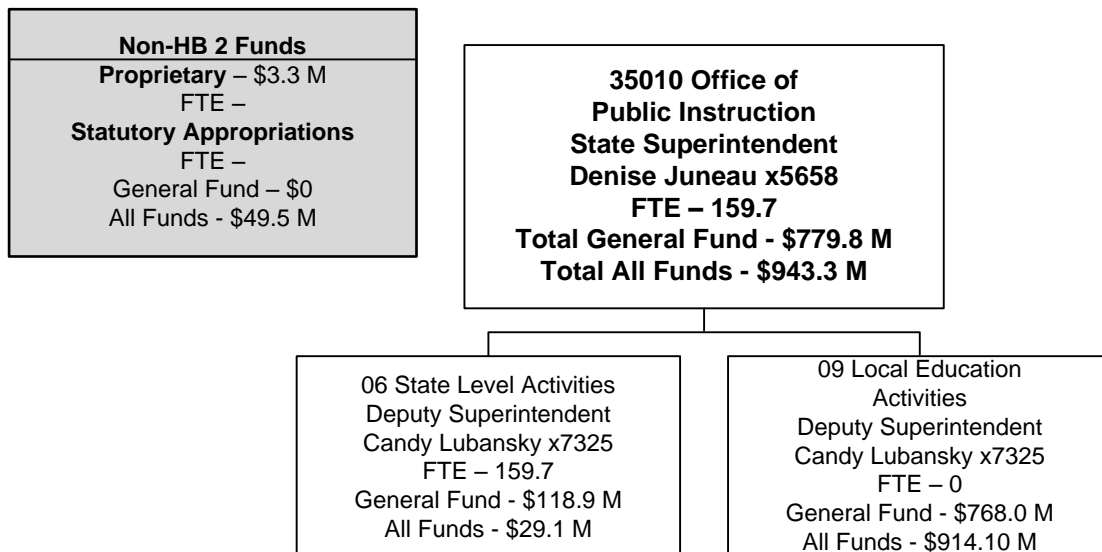 Non-HB 2 Funds
Proprietary – $3.3 M
FTE –
Statutory Appropriations
FTE –
General Fund – $0
All Funds - $49.5 M
35010 Office of
Public Instruction
State Superintendent
Denise Juneau x5658
FTE – 159.7
Total General Fund - $779.8 M
Total All Funds - $943.3 M
06 State Level Activities
Deputy Superintendent
Candy Lubansky x7325
FTE – 159.7
General Fund - $118.9 M
All Funds - $29.1 M
09 Local Education
Activities
Deputy Superintendent
Candy Lubansky x7325
FTE – 0
General Fund - $768.0 M
All Funds - $914.10 M